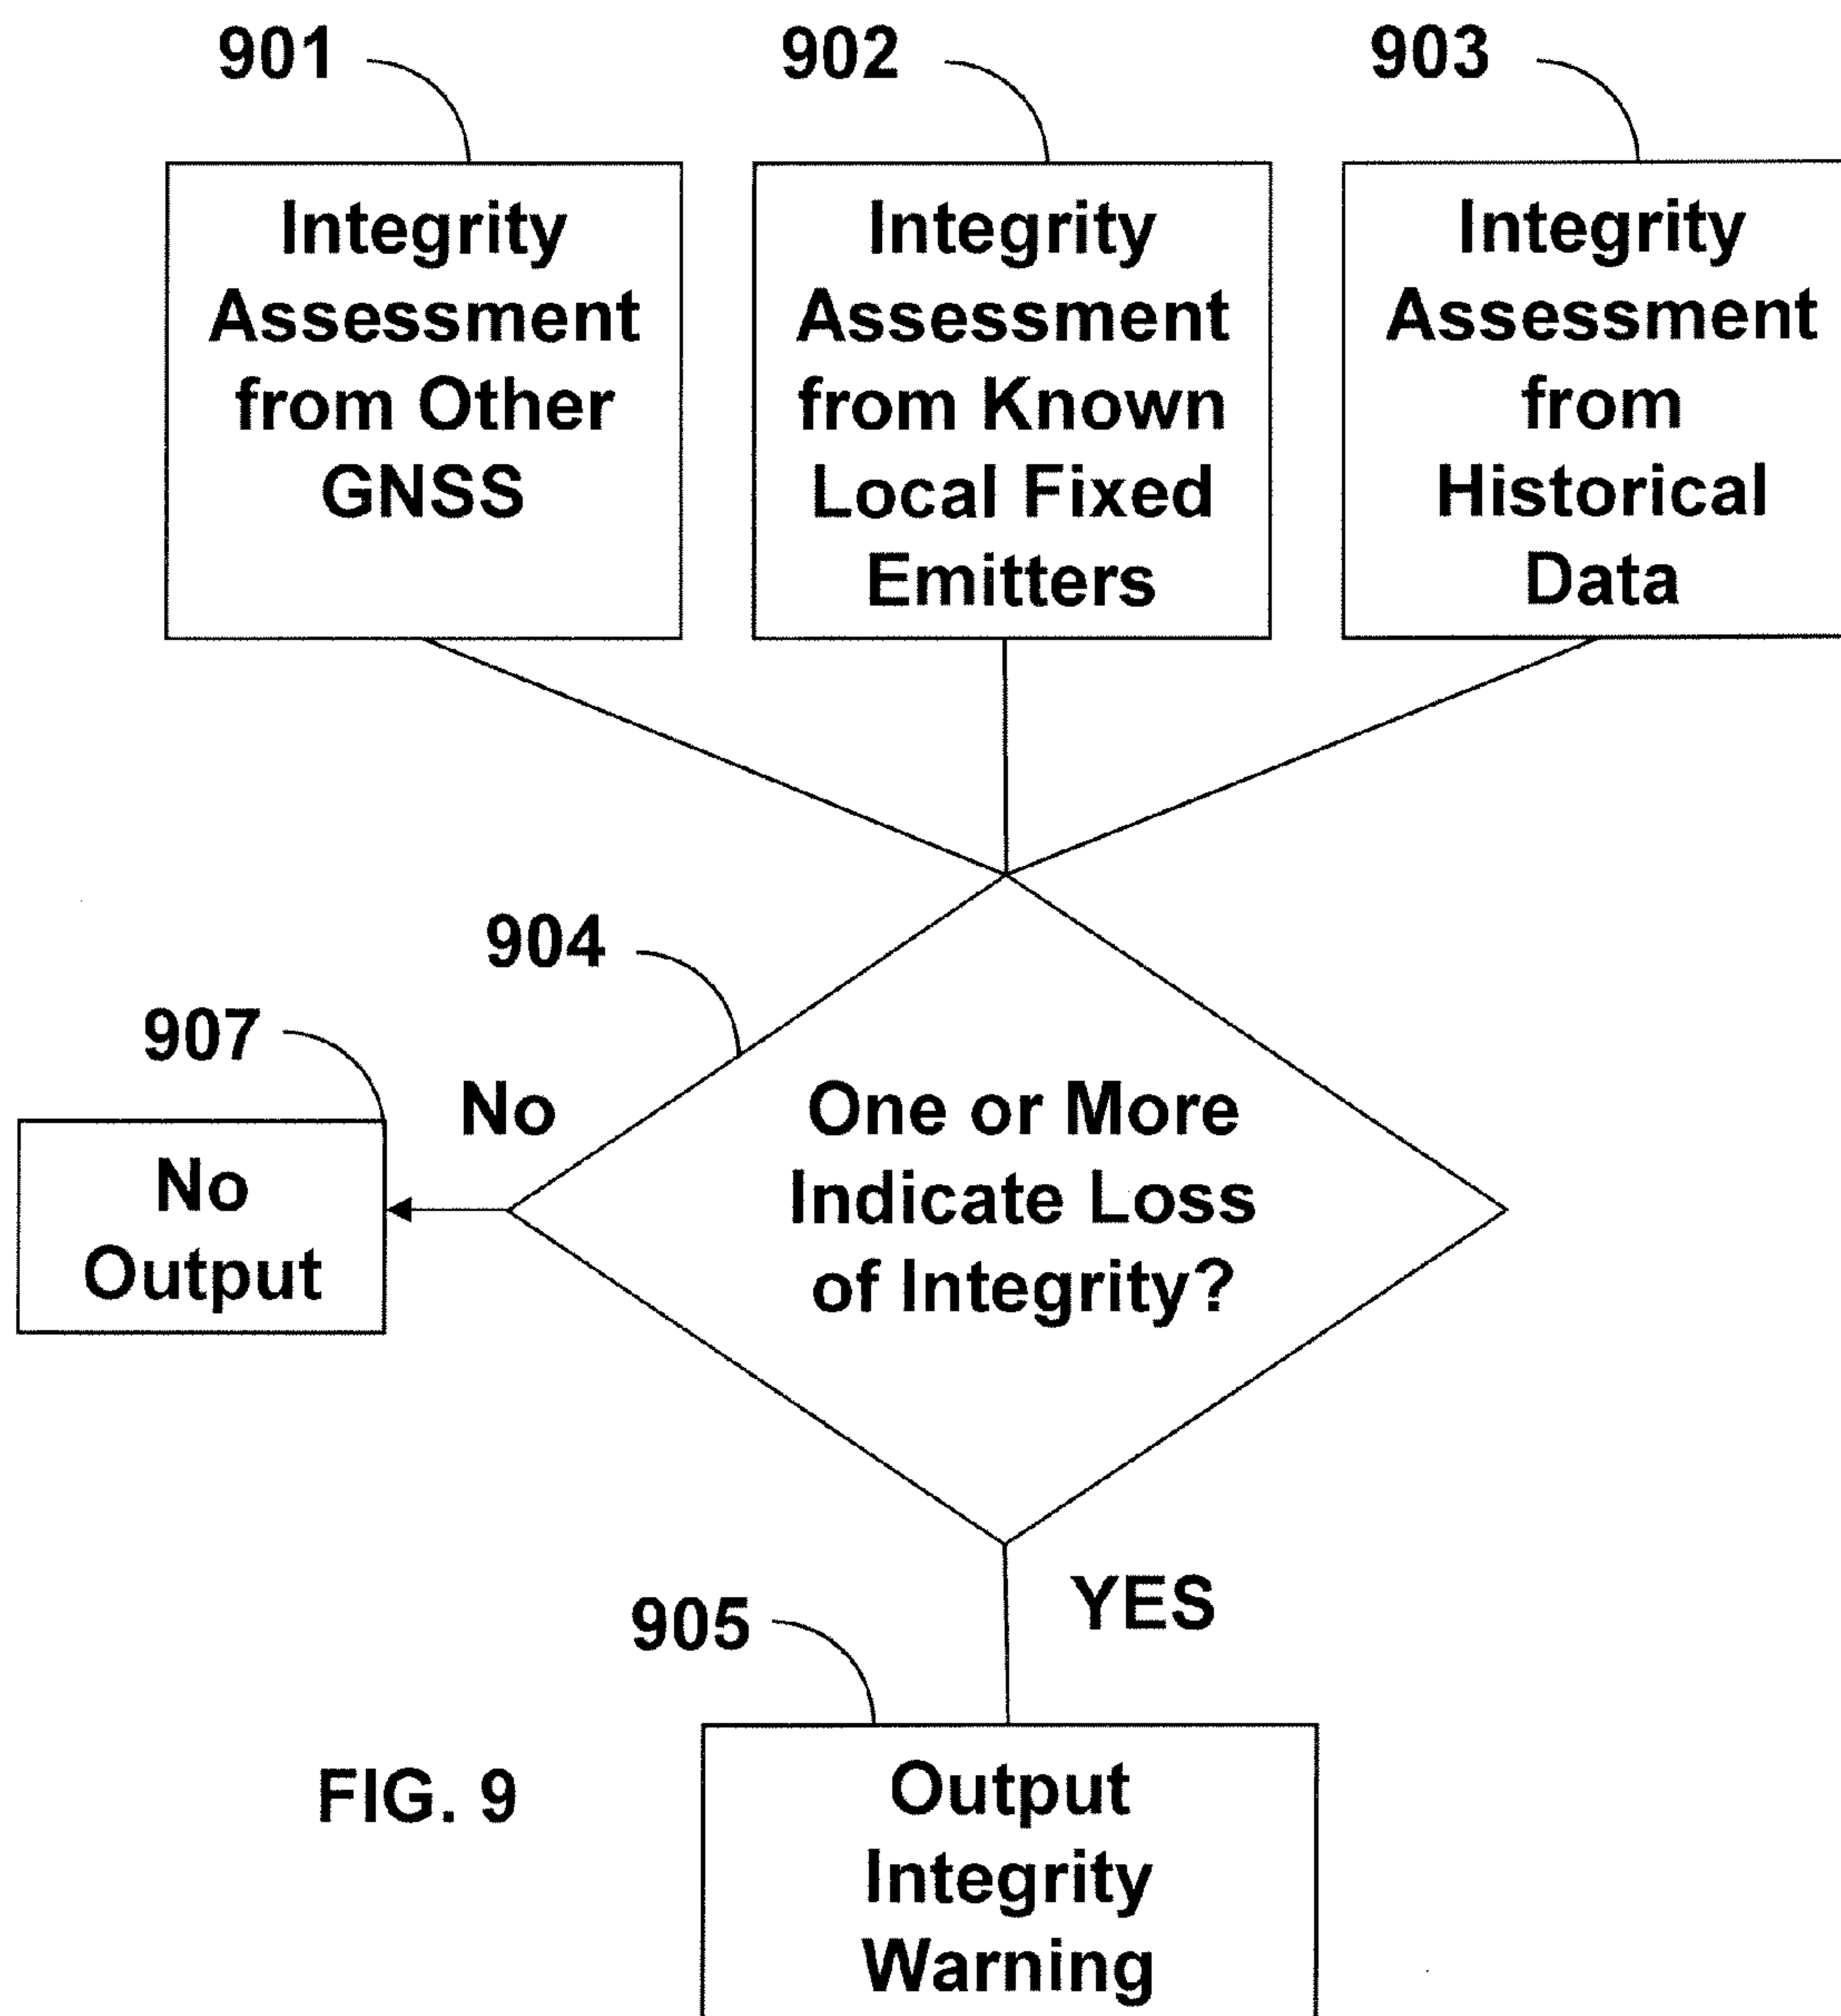 901
902
903
Integrity
Assessment
from Other
GNSS
Integrity
Assessment
from Known
Local Fixed
Emitters
Integrity
Assessment
from
Historical
Data
904
907
No
No
Output
One or More
Indicate Loss
of Integrity?
YES
905
FIG. 9
Output
Integrity
Warning